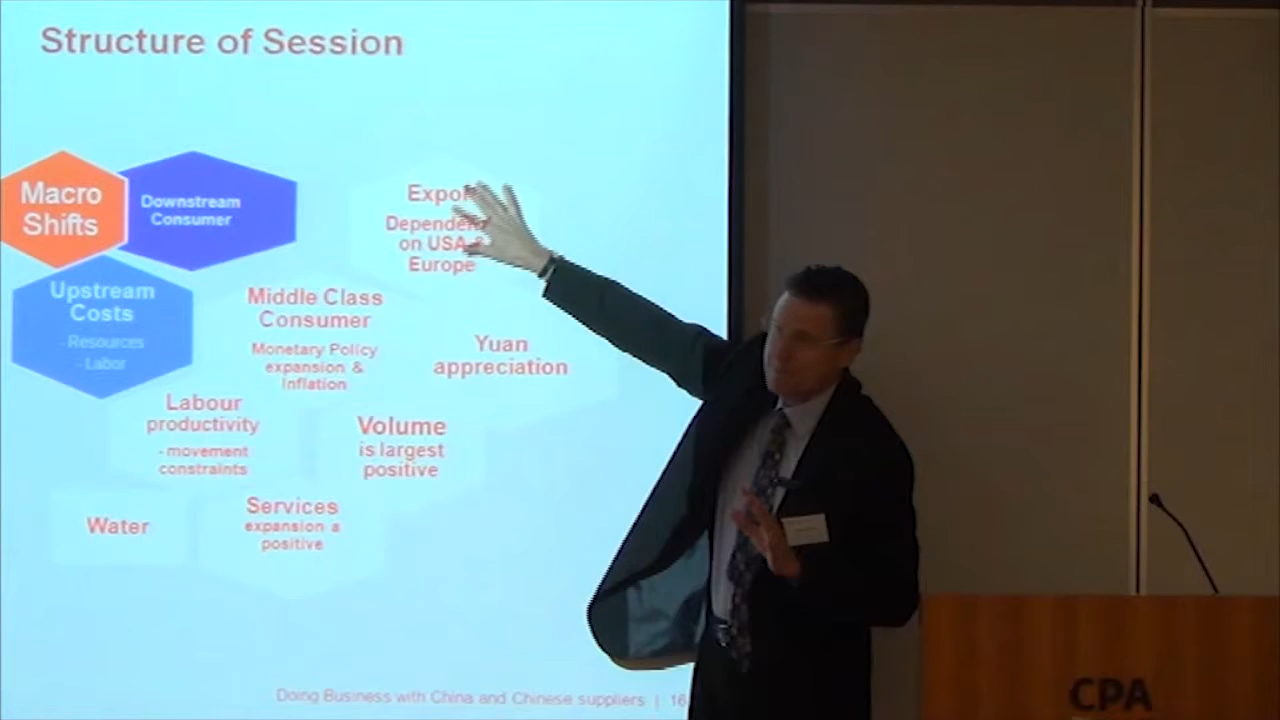 Structure of Session
Macro
Shifts
Downstream
Consumer
Upstream
Costs
- Resources
- Labor
on USA &
Europe
Middle Class
Consumer
Monetary Policy
expansion &
Inflation
Yuan
appreciation
Labour
productivity
- movement
constraints
Volume
is largest
positive
Water
Services
expansion a
positive
Doing Business with China and Chinese suppliers | 16
CPA